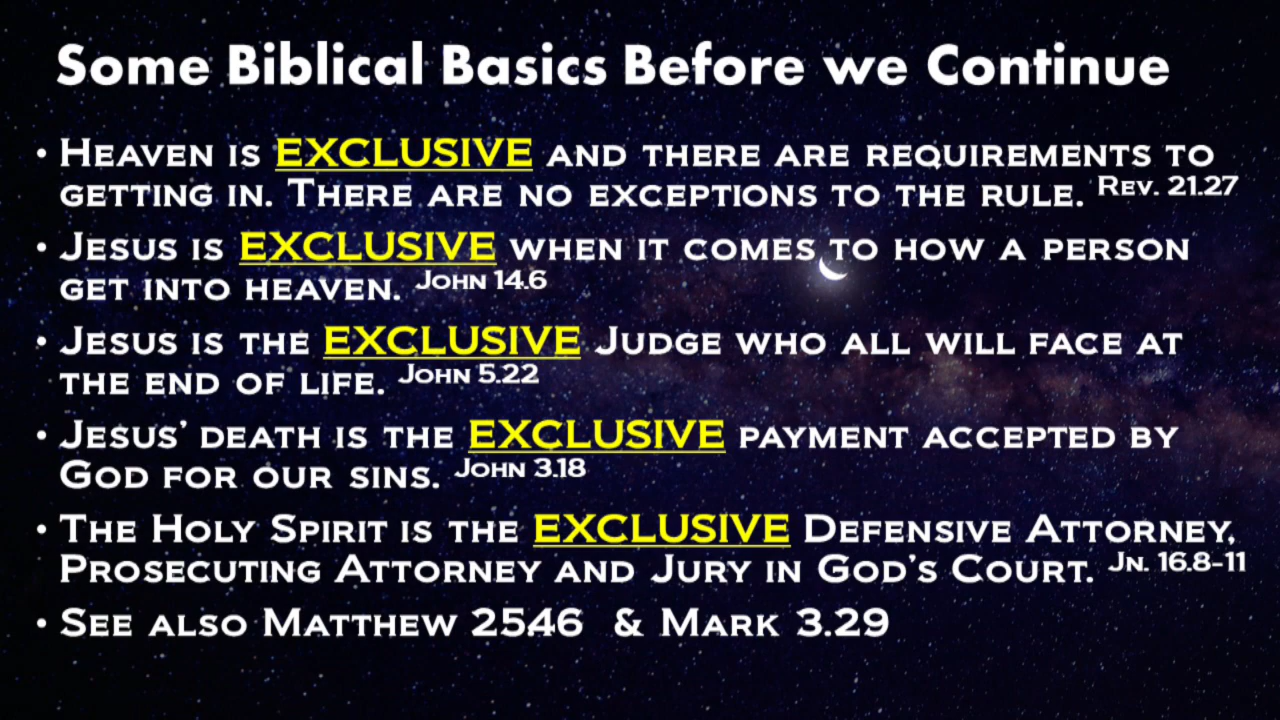 Some Biblical Basics Before we Continue
• Heaven is EXCLUSIVE and there are requirements to
getting in. There are no exceptions to the rule. Rev. 21.27
• Jesus is EXCLUSIVE when it comes to how a person
get into heaven. John 14.6
• Jesus is the EXCLUSIVE Judge who all will face at
the end of life. John 5.22
• Jesus’ death is the EXCLUSIVE payment accepted by
God for our sins. John 3.18
• The Holy Spirit is the EXCLUSIVE Defensive Attorney,
Prosecuting Attorney and Jury in God’s Court. Jn. 16.8-11
• See also Matthew 25.46 & Mark 3.29